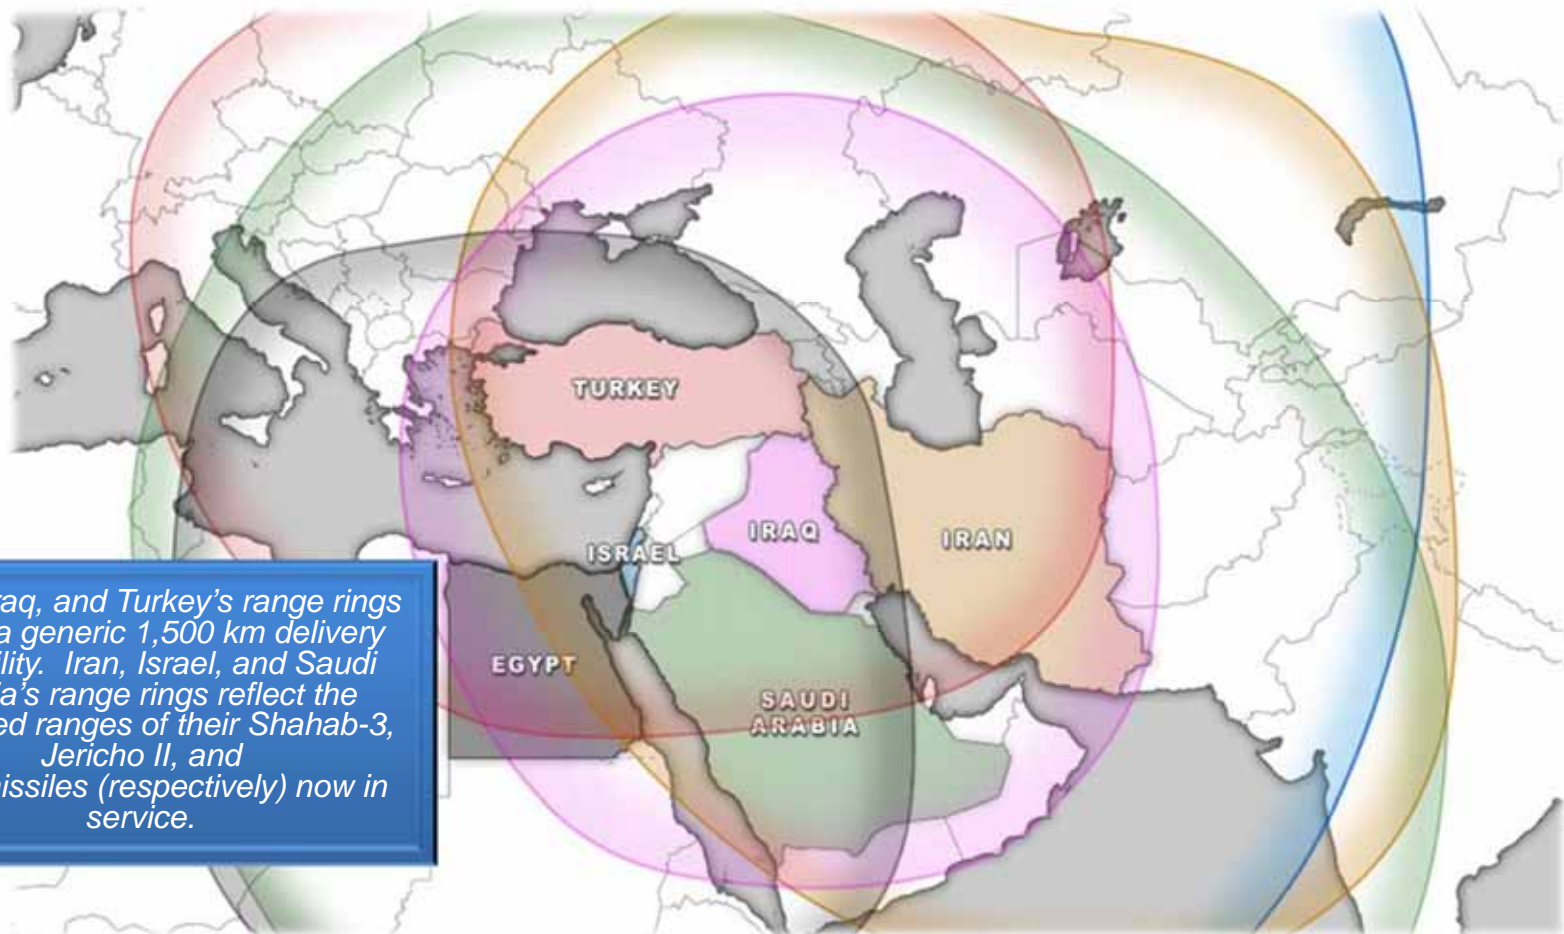 TURKEY
ISRAEL
IRAQ
IRAN
EGYPT
SAUDI
ARABIA
raq, and Turkey’s range rings
a generic 1,500 km delivery
ility. Iran, Israel, and Saudi
ia’s range rings reflect the
ed ranges of their Shahab-3,
Jericho II, and
issiles (respectively) now in
service.